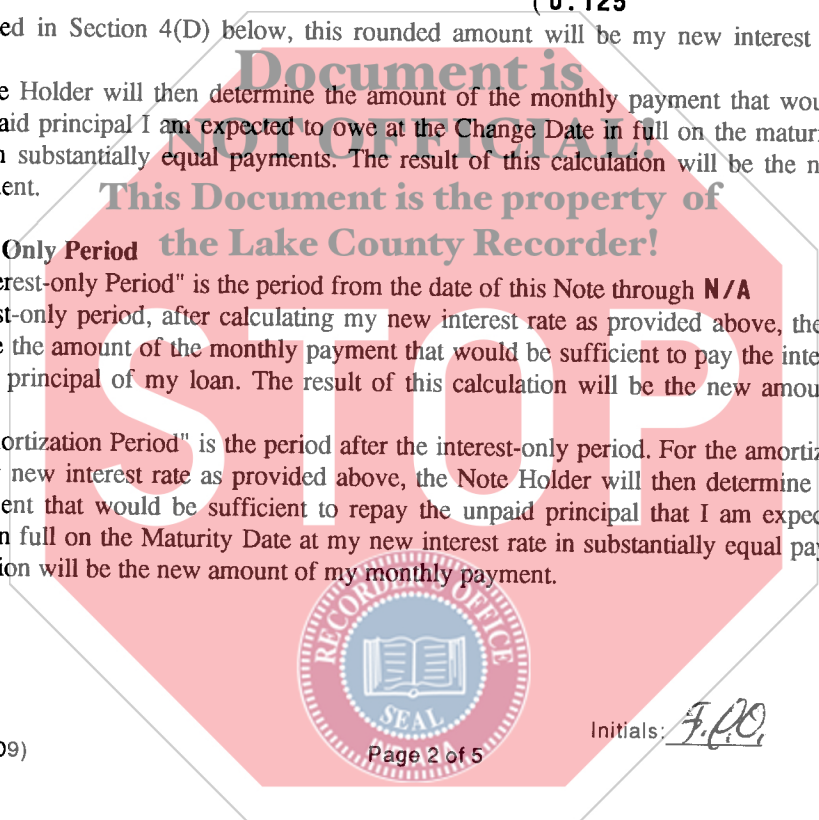 ( 0.125
ed in Section 4(D) below, this rounded amount will be my new interest
Document is
e Holder will then determine the amount of the monthly payment that wou
aid principal I am expected to owe at the Change Date in full on the maturi
NOT OFFICIAL!
n substantially equal payments. The result of this calculation will be the n
ent.
This Document is the property of
the Lake County Recorder!
Only Period
erest-only Period" is the period from the date of this Note through N/A
st-only period, after calculating my new interest rate as provided above, the
e the amount of the monthly payment that would be sufficient to pay the inte
principal of my loan. The result of this calculation will be the new amou
STOP
ortization Period" is the period after the interest-only period. For the amortiz
new interest rate as provided above, the Note Holder will then determine
ent that would be sufficient to repay the unpaid principal that I am expec
n full on the Maturity Date at my new interest rate in substantially equal pay
ion will be the new amount of my monthly payment.
RECORDER'S OFFICE
SEAL
INDIANA
Initials: F.P.O.
09)
Page 2 of 5